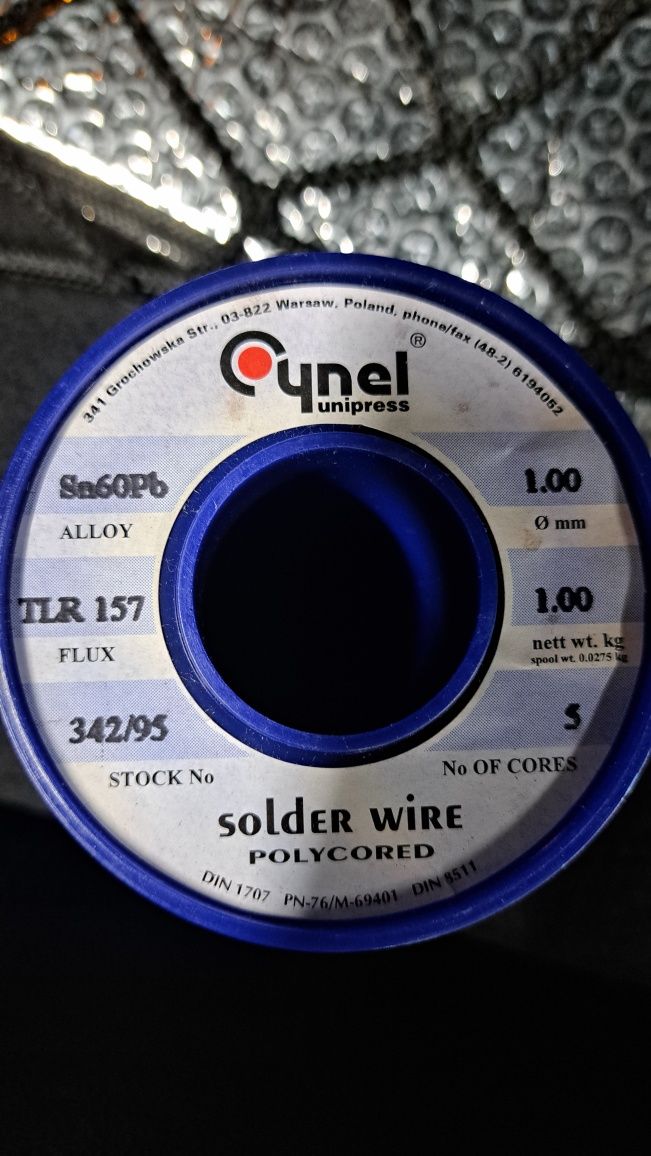 341 Grochowska Str., 03-822 Warsaw, Poland, phone/fax (48-2) 6194052
Cynel ®
unipress
Sn60Pb
ALLOY
1.00
Ø mm
TLR 157
FLUX
1.00
nett wt. kg
spool wt. 0.0275 kg
342/95
STOCK No
5
No OF CORES
solder wire
POLYCORED
DIN 1707 PN-76/M-69401 DIN 8511